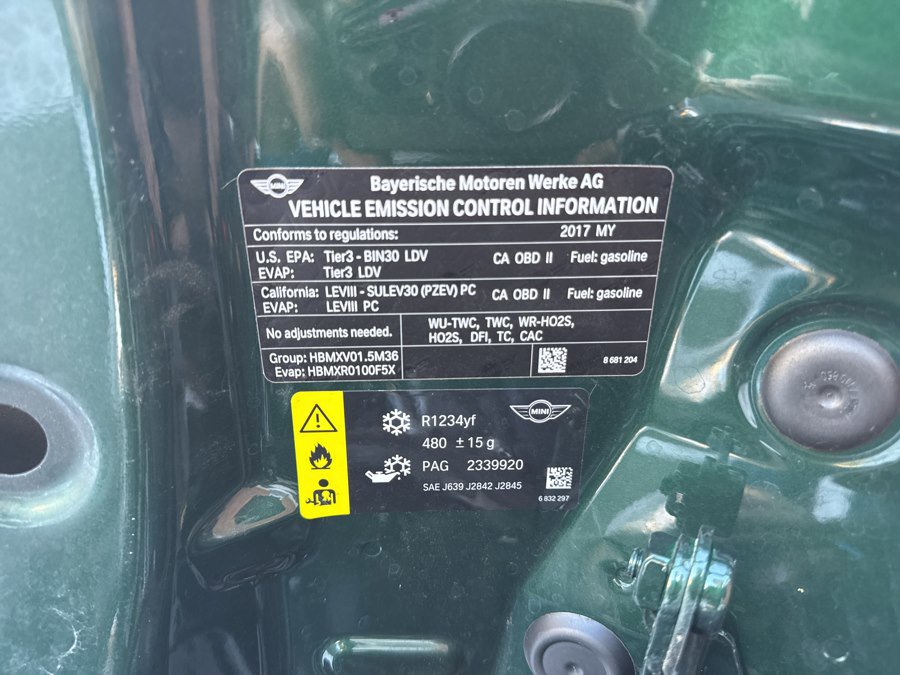 MINI
Bayerische Motoren Werke AG
VEHICLE EMISSION CONTROL INFORMATION
Conforms to regulations: 2017 MY
U.S. EPA: Tier3 - BIN30 LDV CA OBD II Fuel: gasoline
EVAP: Tier3 LDV
California: LEVIII - SULEV30 (PZEV) PC CA OBD II Fuel: gasoline
EVAP: LEVIII PC
No adjustments needed.
WU-TWC, TWC, WR-HO2S,
HO2S, DFI, TC, CAC
Group: HBMXV01.5M36
Evap: HBMXR0100F5X
8 681 204
MINI
R1234yf
480 ± 15 g
PAG 2339920
SAE J639 J2842 J2845
6 832 297